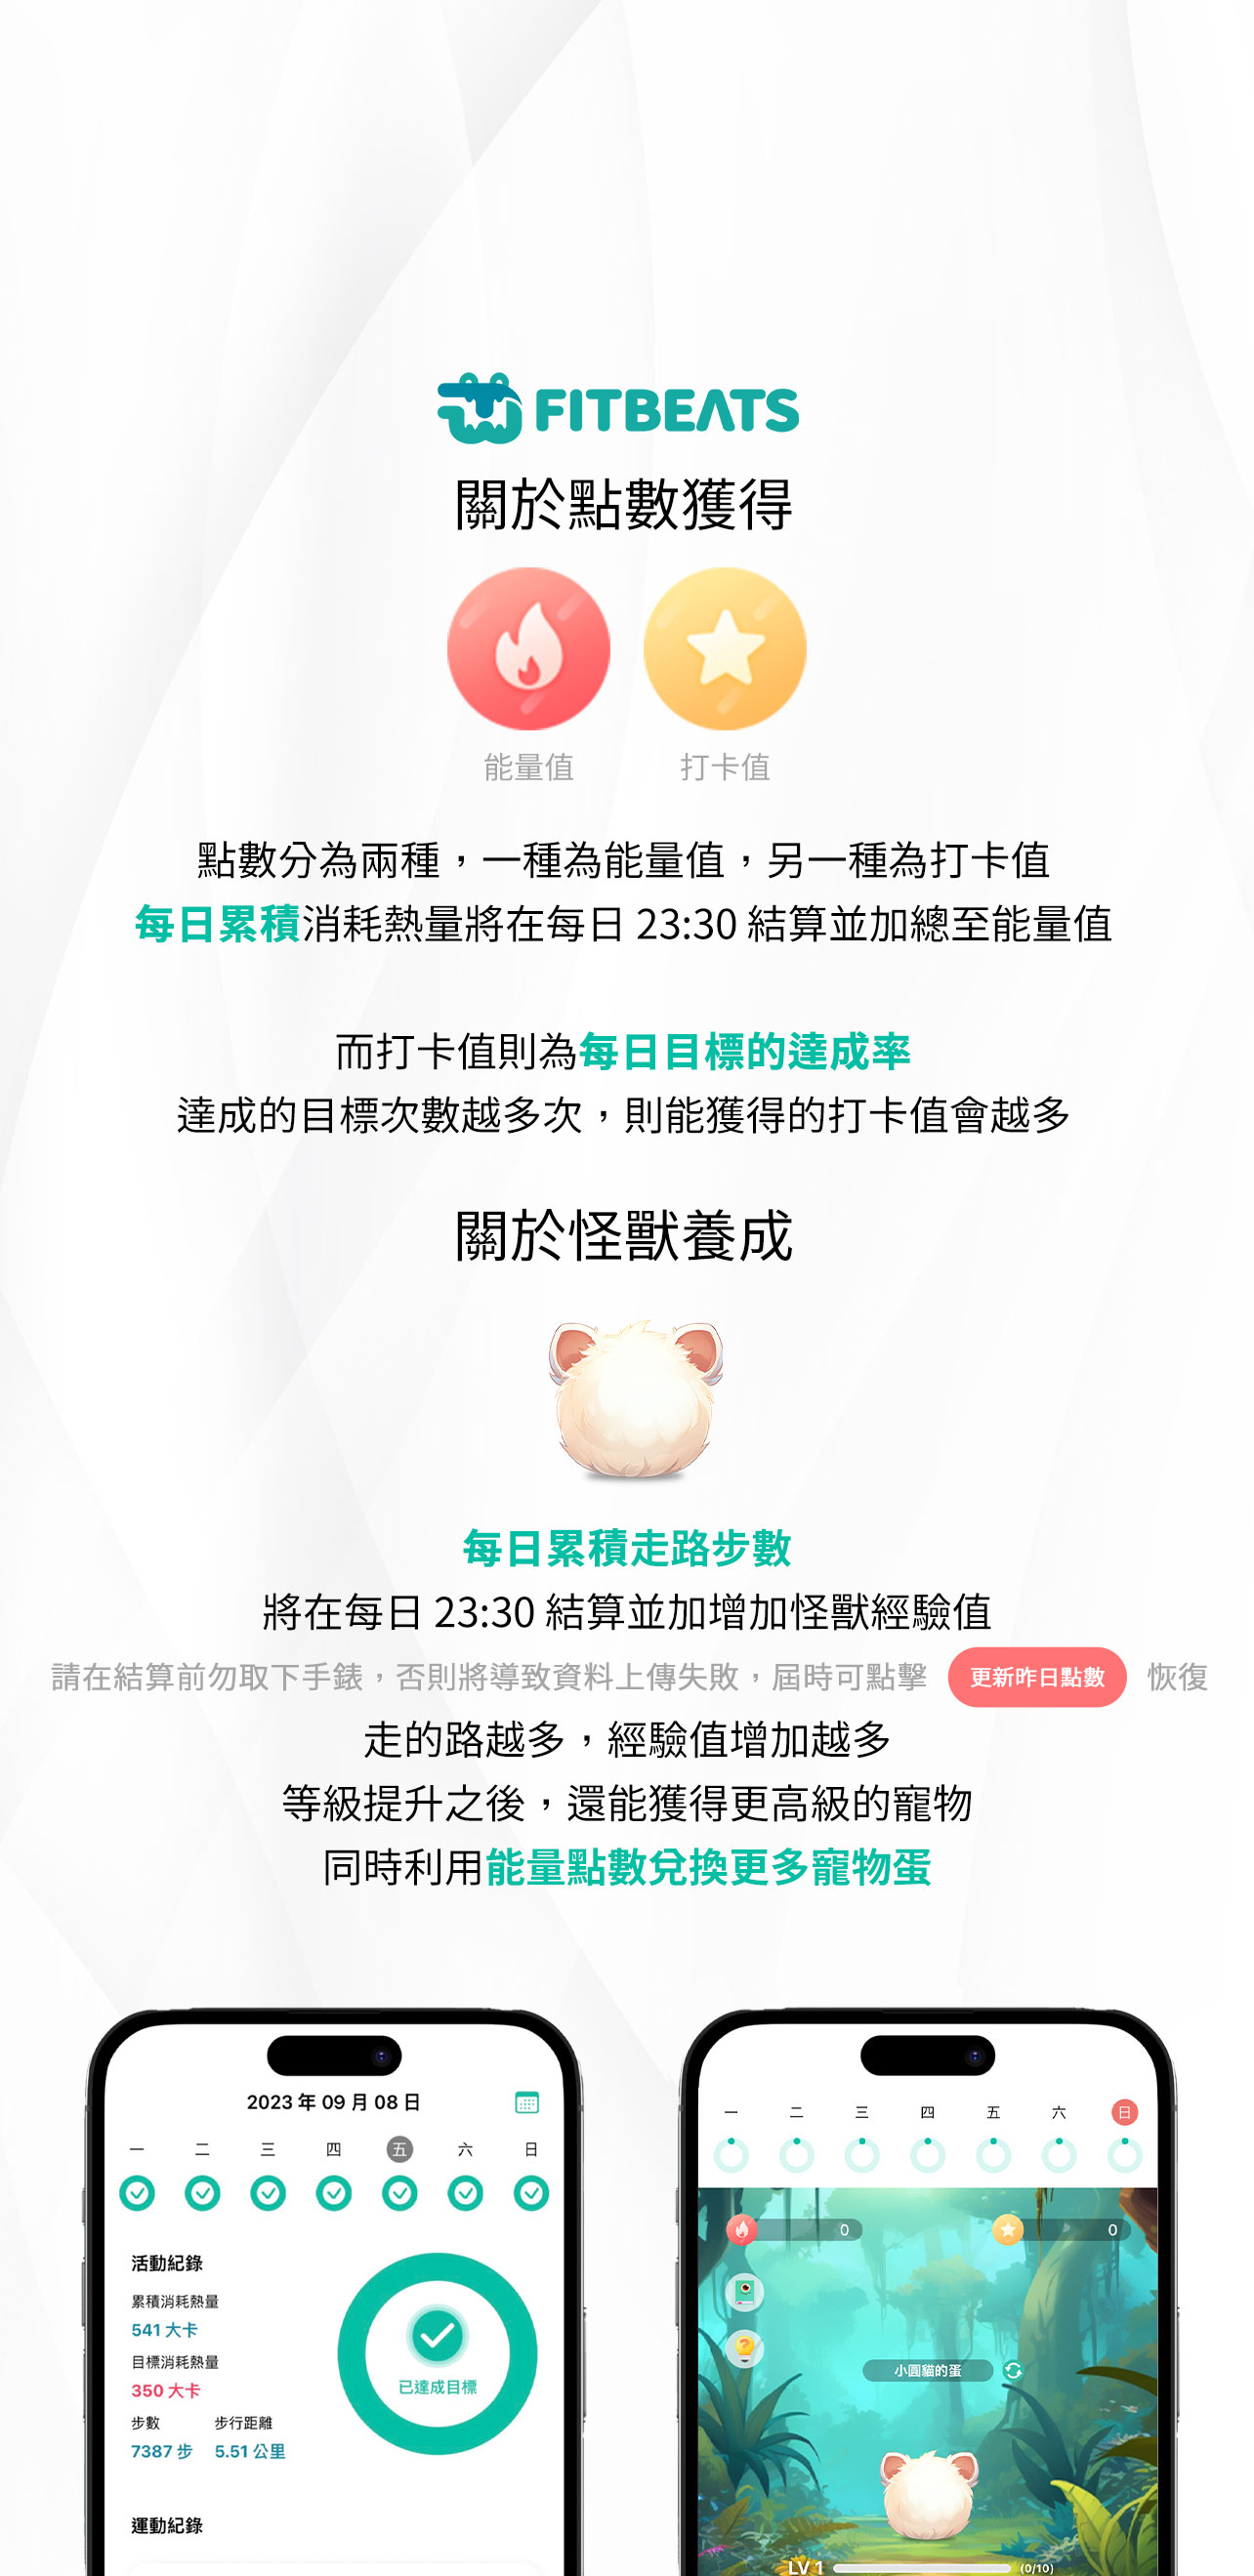 FITBEATS
關於點數獲得
能量值 打卡值
點數分為兩種，一種為能量值，另一種為打卡值
每日累積消耗熱量將在每日 23:30 結算並加總至能量值
而打卡值則為每日目標的達成率
達成的目標次數越多次，則能獲得的打卡值會越多
關於怪獸養成
每日累積走路步數
將在每日 23:30 結算並加增加怪獸經驗值
請在結算前勿取下手錶，否則將導致資料上傳失敗，屆時可點擊 更新昨日點數 恢復
走的路越多，經驗值增加越多
等級提升之後，還能獲得更高級的寵物
同時利用能量點數兌換更多寵物蛋
2023 年 09 月 08 日
一 二 三 四 五 六 日
活動紀錄
累積消耗熱量
541 大卡
目標消耗熱量
350 大卡
步數 步行距離
7387 步 5.51 公里
已達成目標
運動紀錄
一 二 三 四 五 六 日
0 0
小圓貓的蛋
LV 1 (0/10)